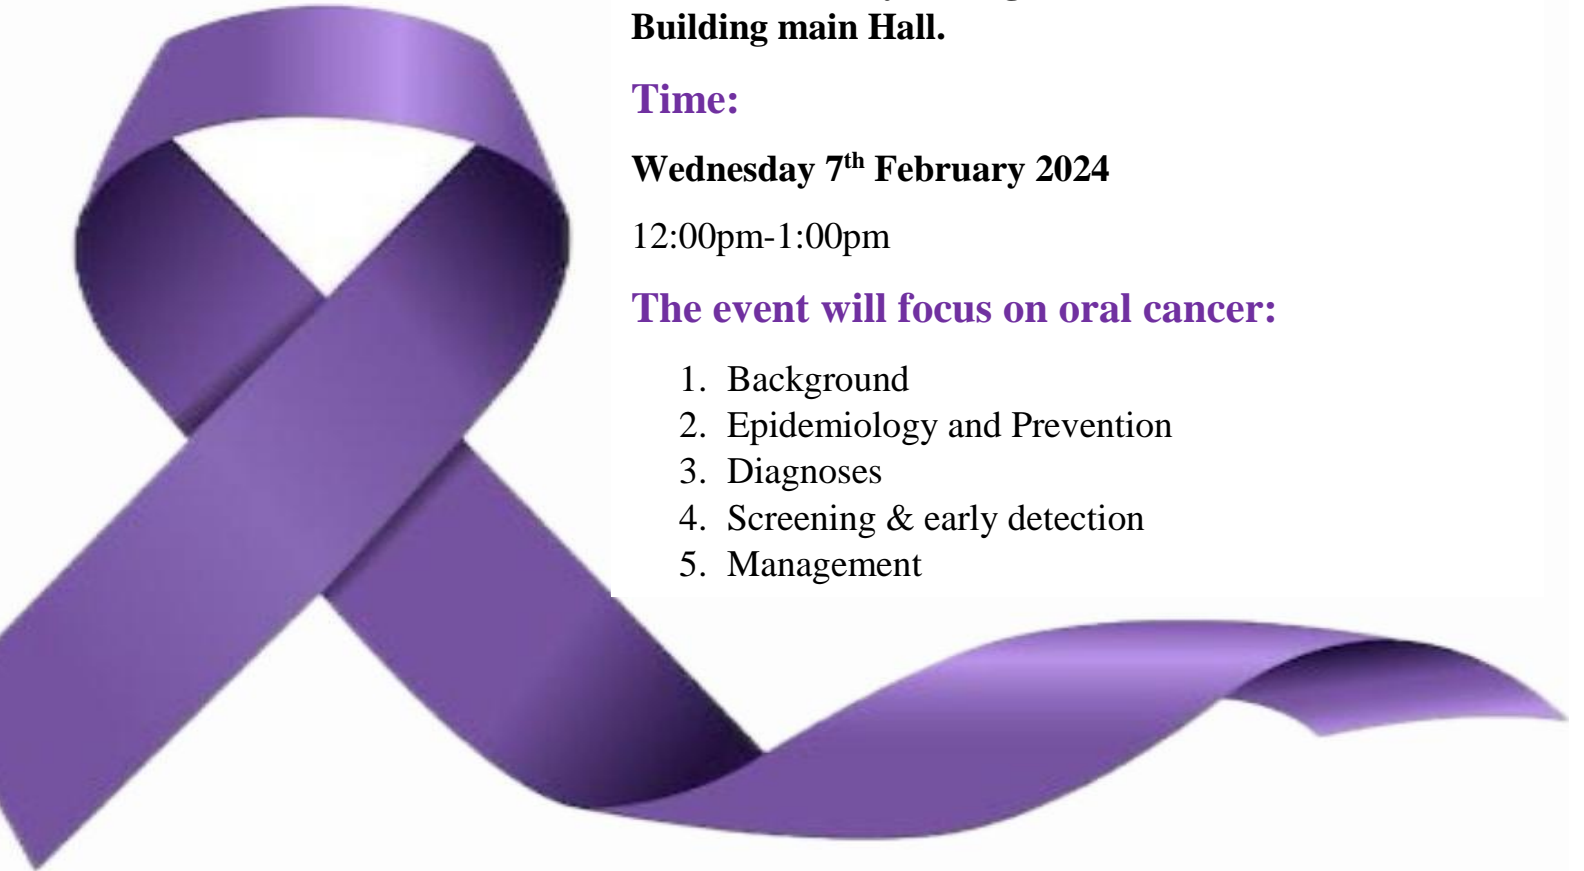 Building main Hall.
Time:
Wednesday 7th February 2024
12:00pm-1:00pm
The event will focus on oral cancer:
1. Background
2. Epidemiology and Prevention
3. Diagnoses
4. Screening & early detection
5. Management